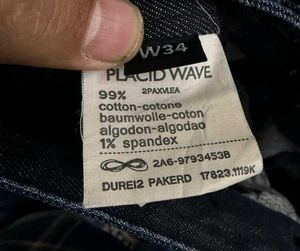 W34
PLACID WAVE
99% 2PAXVLEA
cotton-cotone
baumwolle-coton
algodon-algodao
1% spandex
2A6-9793453B
DUREI2 PAKERD 17823.1119K